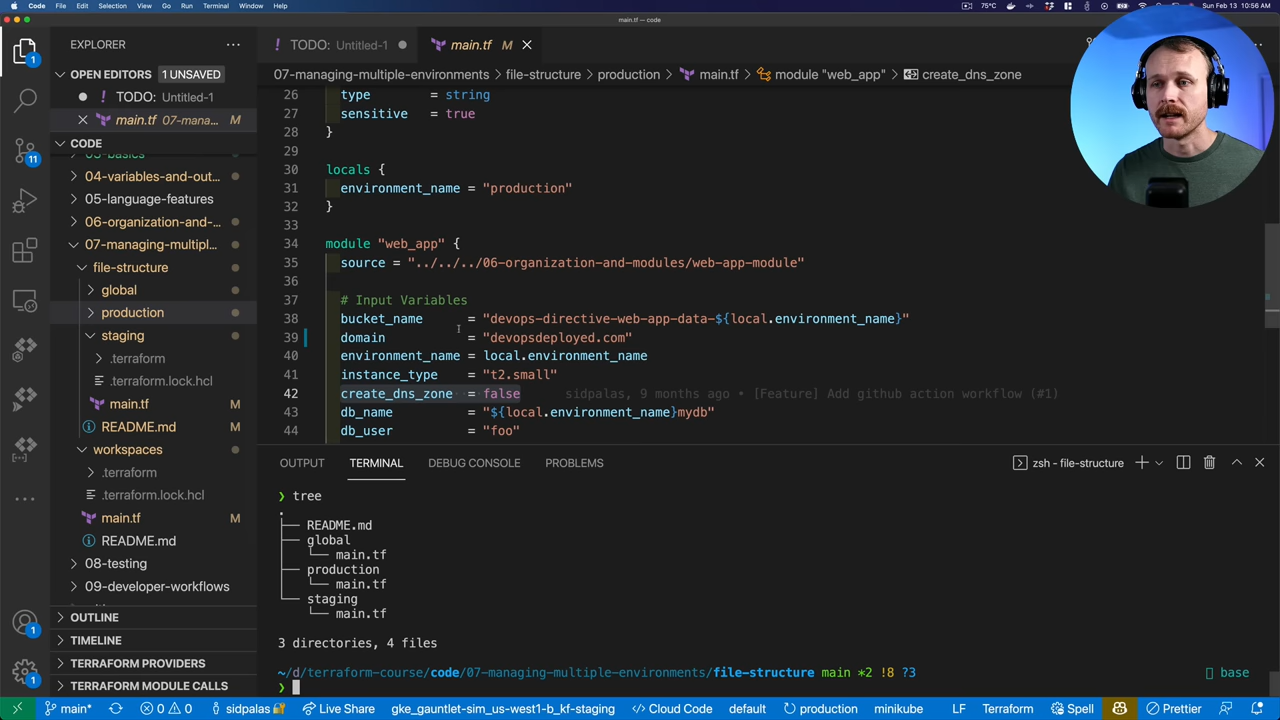 Code File Edit Selection View Go Run Terminal Window Help 75°C Sun Feb 13 10:56 AM
main.tf — code
EXPLORER
OPEN EDITORS 1 UNSAVED
! TODO: Untitled-1
main.tf 07-mana... M
CODE
03-basics
04-variables-and-out...
05-language-features
06-organization-and-...
07-managing-multipl...
file-structure
global
production
staging
.terraform
.terraform.lock.hcl
main.tf M
README.md
workspaces
.terraform
.terraform.lock.hcl
main.tf M
README.md
08-testing
09-developer-workflows
OUTLINE
TIMELINE
TERRAFORM PROVIDERS
TERRAFORM MODULE CALLS
1
11
1
1
! TODO: Untitled-1
main.tf M
07-managing-multiple-environments > file-structure > production > main.tf > module "web_app" > create_dns_zone
26 type = string
27 sensitive = true
28 }
29
30 locals {
31 environment_name = "production"
32 }
33
34 module "web_app" {
35 source = "../../../06-organization-and-modules/web-app-module"
36
37 # Input Variables
38 bucket_name = "devops-directive-web-app-data-${local.environment_name}"
39 domain = "devopsdeployed.com"
40 environment_name = local.environment_name
41 instance_type = "t2.small"
42 create_dns_zone = false sidpalas, 9 months ago • [Feature] Add github action workflow (#1)
43 db_name = "${local.environment_name}mydb"
44 db_user = "foo"
OUTPUT TERMINAL DEBUG CONSOLE PROBLEMS zsh - file-structure
❯ tree
.
├── README.md
├── global
│   └── main.tf
├── production
│   └── main.tf
└── staging
    └── main.tf
3 directories, 4 files
~/d/terraform-course/code/07-managing-multiple-environments/file-structure main *2 !8 ?3 base
❯
main* 0 0 sidpalas Live Share gke_gauntlet-sim_us-west1-b_kf-staging Cloud Code default production minikube LF Terraform Spell Prettier